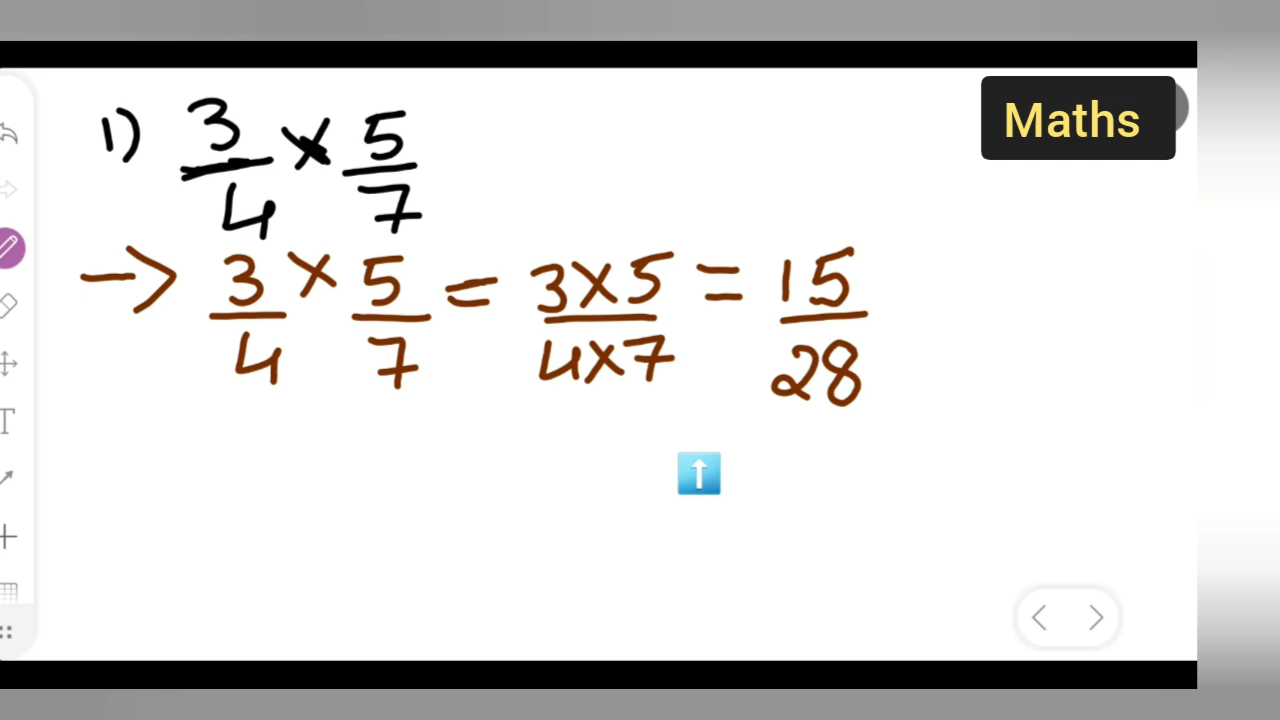 Maths
1) 3/4 × 5/7
→ 3/4 × 5/7 = 3×5/4×7 = 15/28